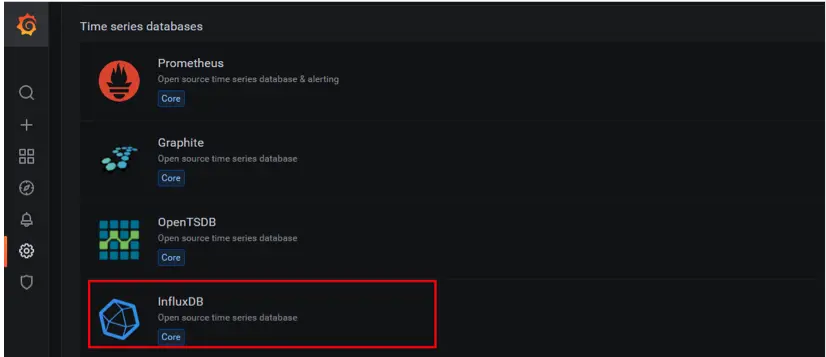 Time series databases
Prometheus
Open source time series database & alerting
Core
Graphite
Open source time series database
Core
OpenTSDB
Open source time series database
Core
InfluxDB
Open source time series database
Core